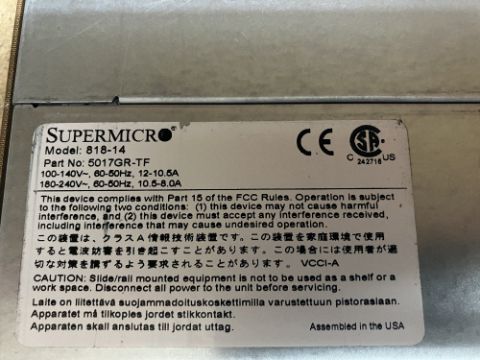 SUPERMICRO
Model: 818-14
Part No: 5017GR-TF
100-140V~, 60-50Hz, 12-10.5A
180-240V~, 60-50Hz, 10.5-8.0A
CE
C SA US
242716
This device complies with Part 15 of the FCC Rules. Operation is subject
to the following two conditions: (1) this device may not cause harmful
interference, and (2) this device must accept any interference received,
including interference that may cause undesired operation.
この装置は、クラスA情報技術装置です。この装置を家庭環境で使用
すると電波妨害を引き起こすことがあります。この場合には使用者が適
切な対策を講ずるよう要求されることがあります。 VCCI-A
CAUTION: Slide/rail mounted equipment is not to be used as a shelf or a
work space. Disconnect all power to the unit before servicing.
Laite on liitettävä suojamaadoituskoskettimilla varustettuun pistorasiaan.
Apparatet må tilkoples jordet stikkontakt.
Apparaten skall anslutas till jordat uttag.
Assembled in the USA